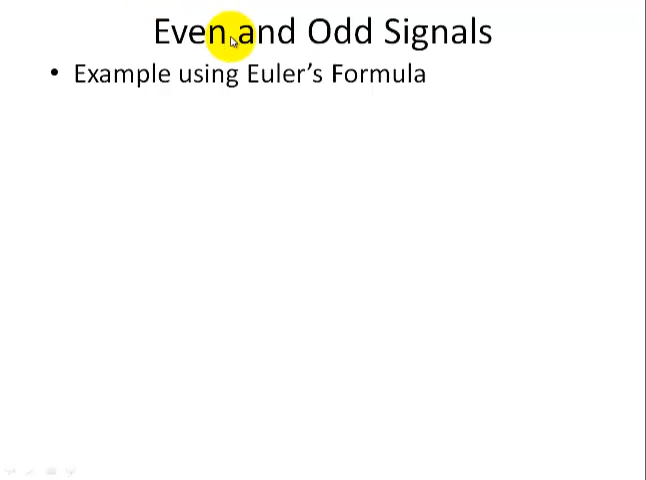 Even and Odd Signals
• Example using Euler's Formula